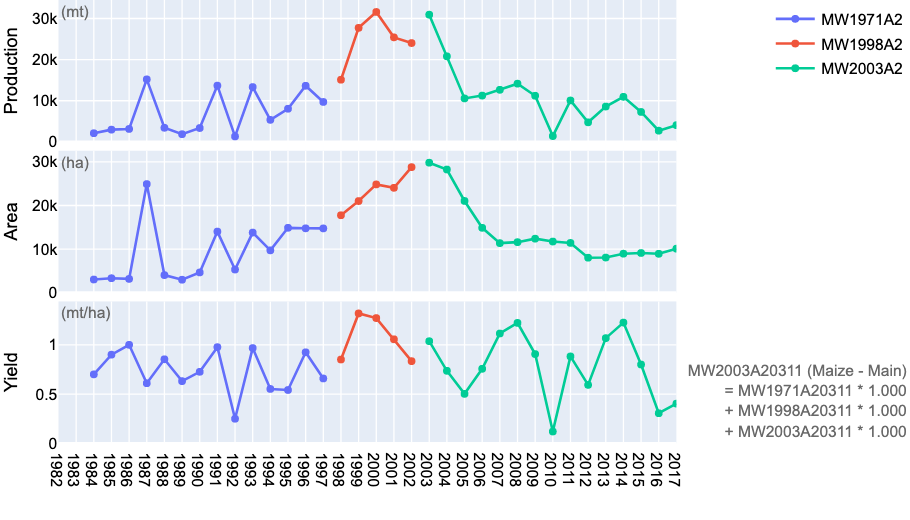 MW1971A2
MW1998A2
MW2003A2
Production
(mt)
30k
20k
10k
0
Area
(ha)
30k
20k
10k
0
Yield
(mt/ha)
1
0.5
0
1982
1983
1984
1985
1986
1987
1988
1989
1990
1991
1992
1993
1994
1995
1996
1997
1998
1999
2000
2001
2002
2003
2004
2005
2006
2007
2008
2009
2010
2011
2012
2013
2014
2015
2016
2017
MW2003A20311 (Maize - Main)
= MW1971A20311 * 1.000
+ MW1998A20311 * 1.000
+ MW2003A20311 * 1.000